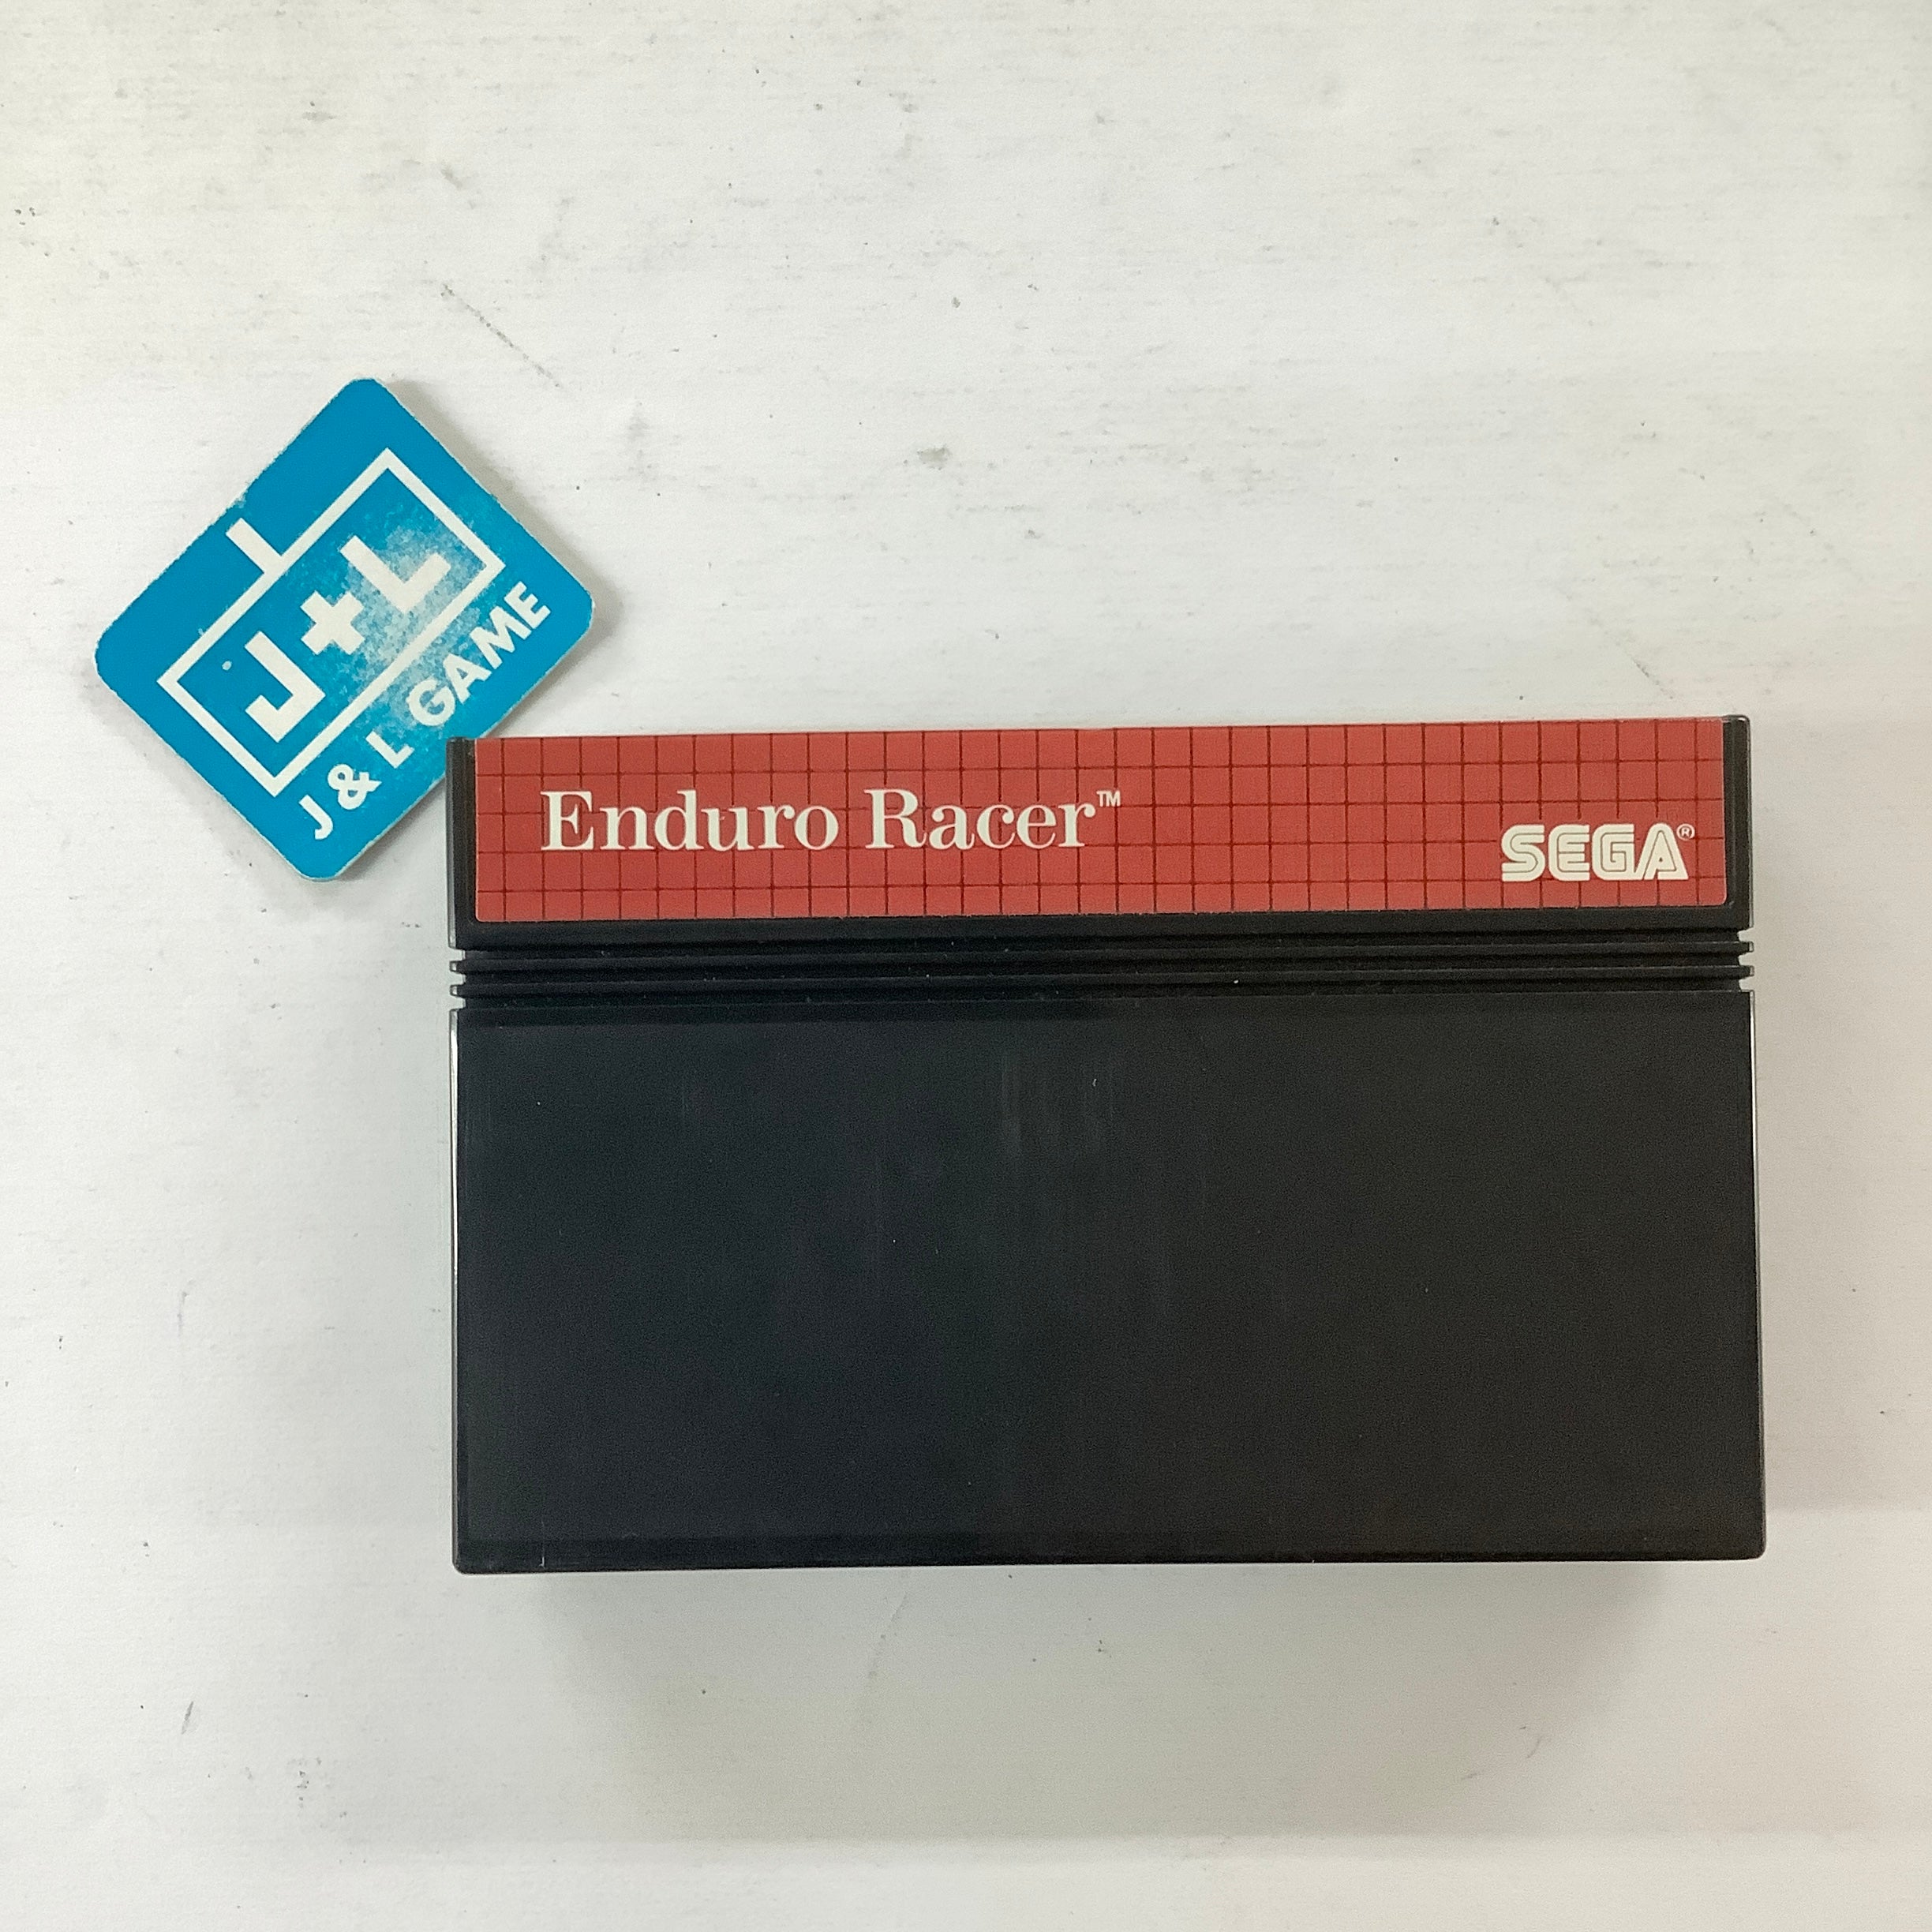 J+L
J & L GAME
Enduro Racer™
SEGA®